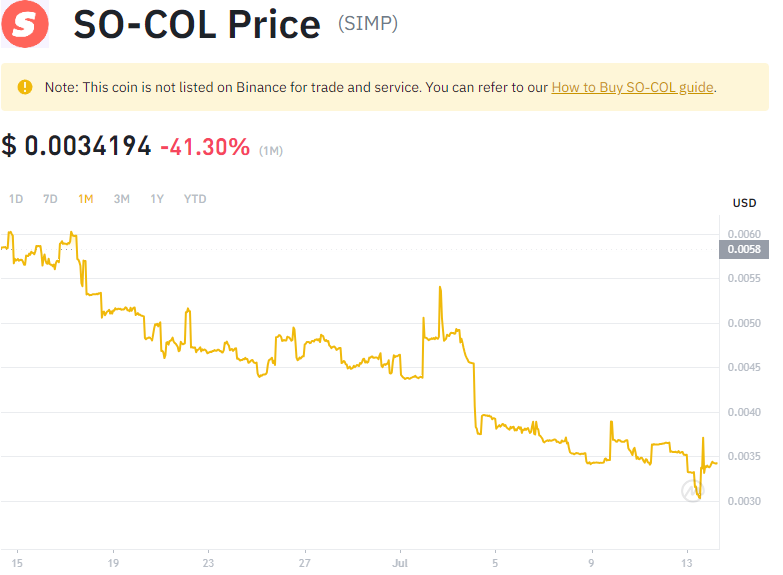 S
SO-COL Price (SIMP)
Note: This coin is not listed on Binance for trade and service. You can refer to our How to Buy SO-COL guide.
$ 0.0034194 -41.30% (1M)
1D 7D 1M 3M 1Y YTD
USD
0.0060
0.0058
0.0055
0.0050
0.0045
0.0040
0.0035
0.0030
15 19 23 27 Jul 5 9 13